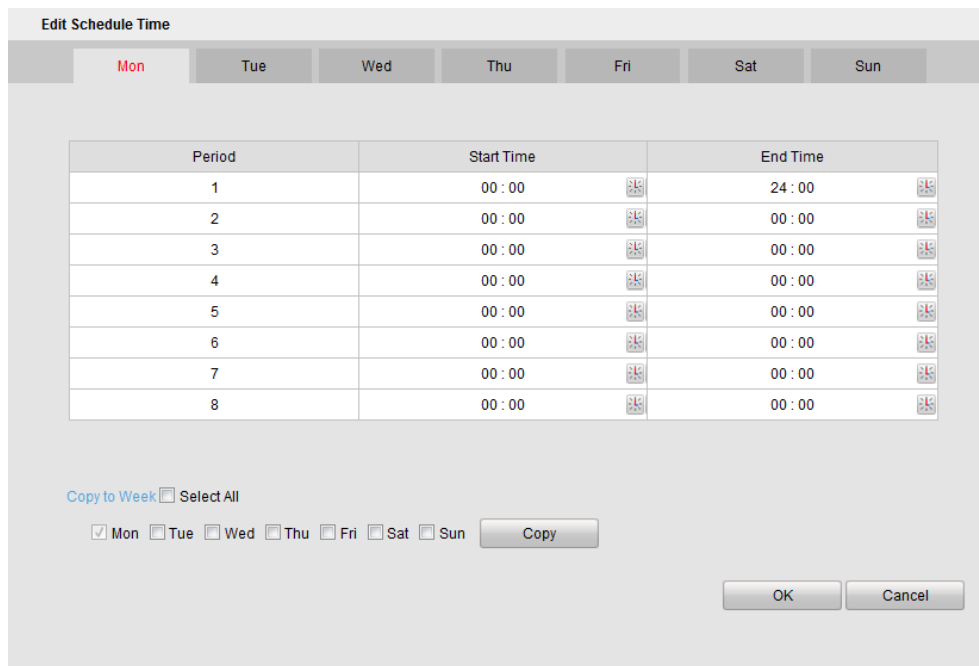 Edit Schedule Time
Mon Tue Wed Thu Fri Sat Sun
Period Start Time End Time
1 00 : 00 24 : 00
2 00 : 00 00 : 00
3 00 : 00 00 : 00
4 00 : 00 00 : 00
5 00 : 00 00 : 00
6 00 : 00 00 : 00
7 00 : 00 00 : 00
8 00 : 00 00 : 00
Copy to Week Select All
Mon Tue Wed Thu Fri Sat Sun Copy
OK Cancel